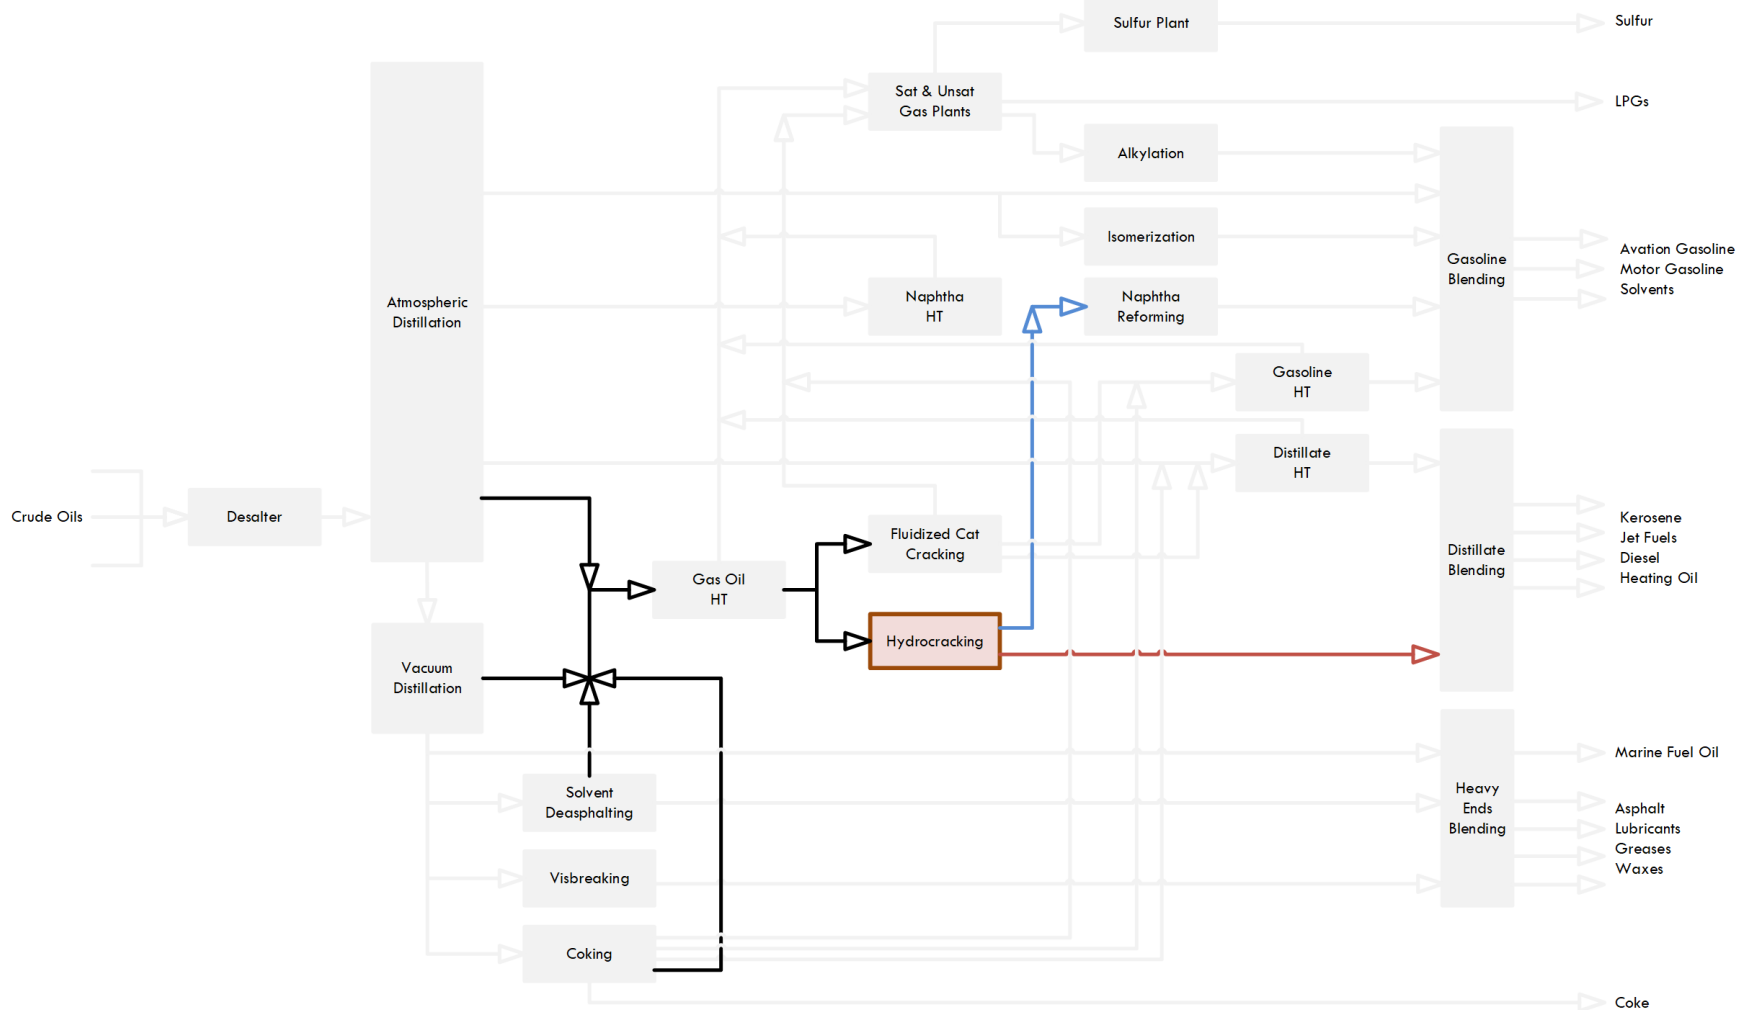 Sulfur Plant
Sulfur
Sat & Unsat
Gas Plants
LPGs
Alkylation
Isomerization
Gasoline
Blending
Avation Gasoline
Motor Gasoline
Solvents
Atmospheric
Distillation
Naphtha
HT
Naphtha
Reforming
Gasoline
HT
Distillate
HT
Crude Oils
Desalter
Fluidized Cat
Cracking
Distillate
Blending
Kerosene
Jet Fuels
Diesel
Heating Oil
Gas Oil
HT
Hydrocracking
Vacuum
Distillation
Marine Fuel Oil
Solvent
Deasphalting
Heavy
Ends
Blending
Asphalt
Lubricants
Greases
Waxes
Visbreaking
Coking
Coke